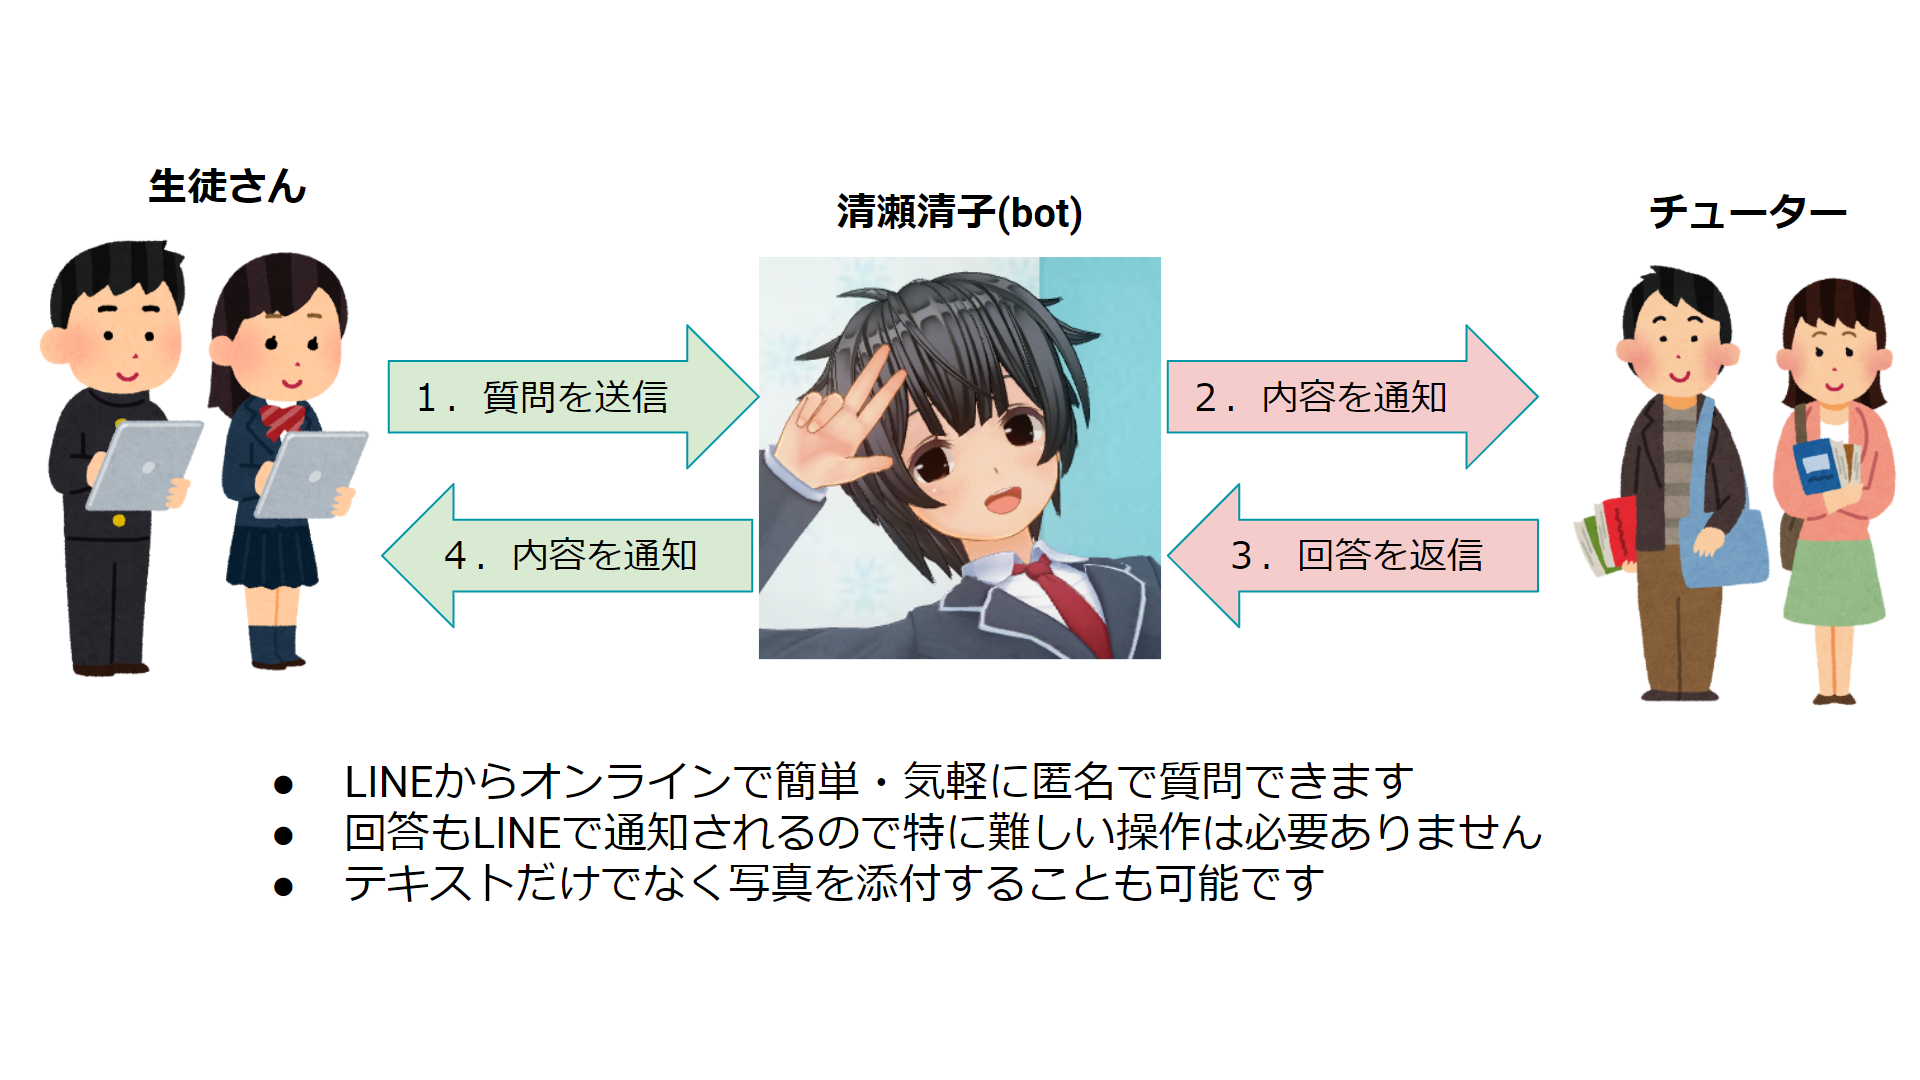 生徒さん
清瀬清子(bot)
チューター
1．質問を送信
2．内容を通知
4．内容を通知
3．回答を返信
● LINEからオンラインで簡単・気軽に匿名で質問できます
● 回答もLINEで通知されるので特に難しい操作は必要ありません
● テキストだけでなく写真を添付することも可能です